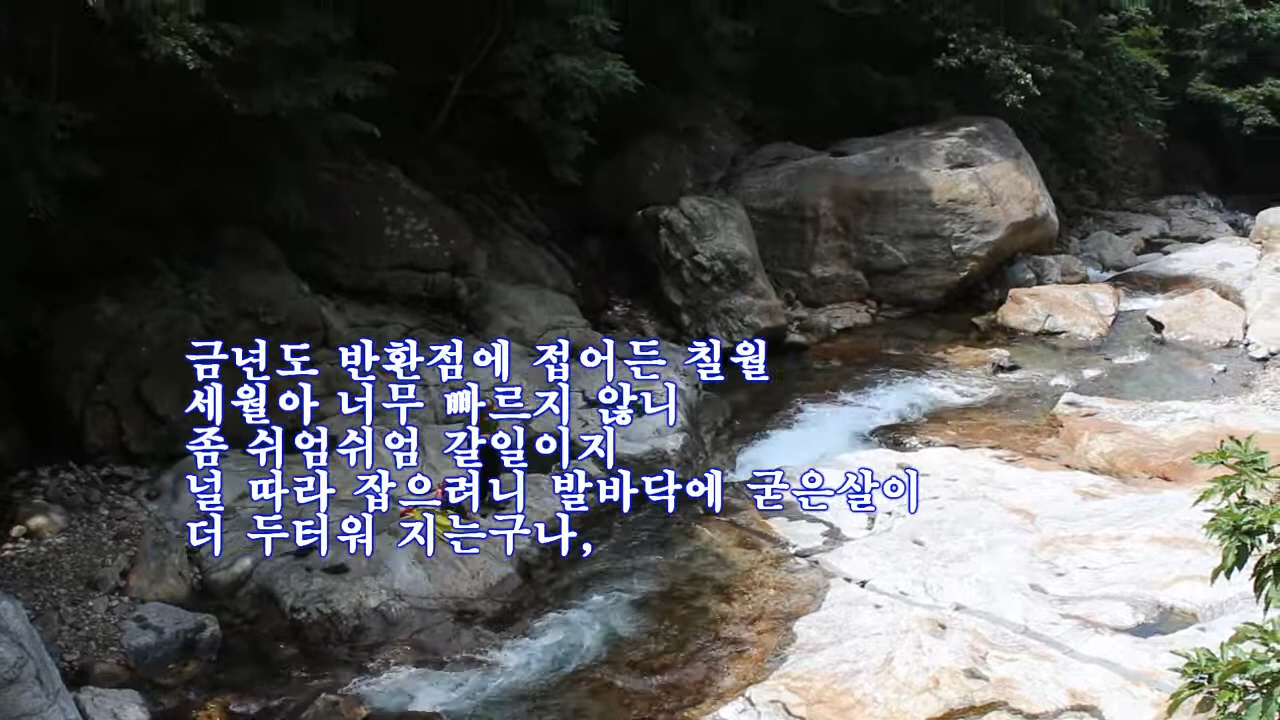 금년도 반환점에 접어든 칠월
세월아 너무 빠르지 않니
좀 쉬엄쉬엄 갈일이지
널 따라 잡으려니 발바닥에 굳은살이
더 두터워 지는구나,